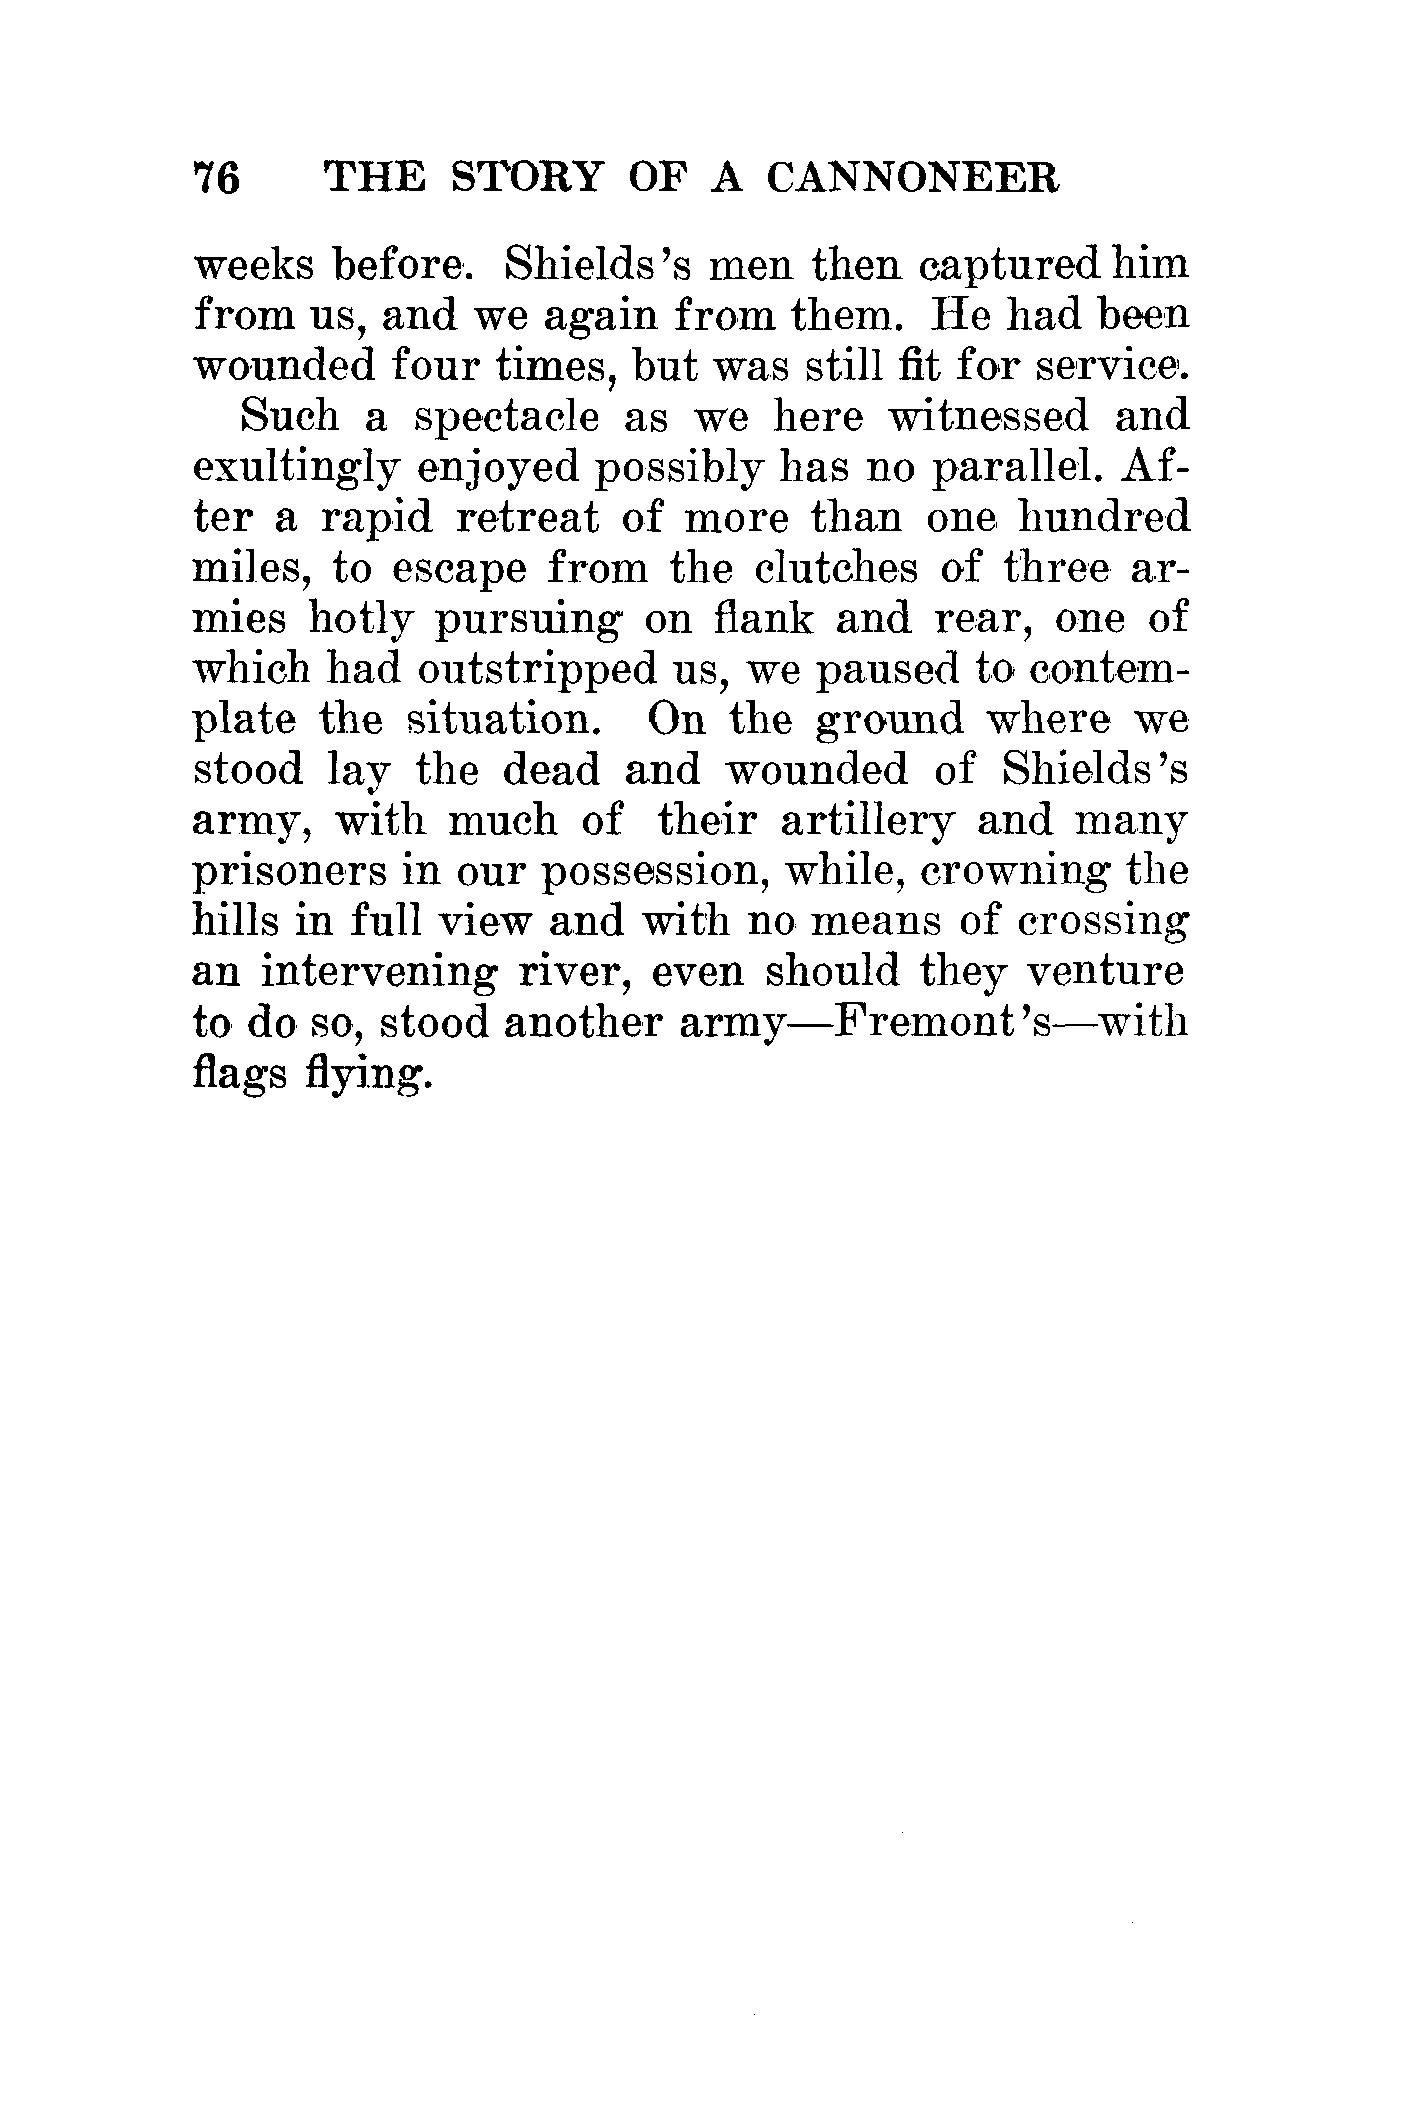 76 THE STORY OF A CANNONEER
weeks before. Shields's men then captured him
from us, and we again from them. He had been
wounded four times, but was still fit for service.
Such a spectacle as we here witnessed and
exultingly enjoyed possibly has no parallel. Af-
ter a rapid retreat of more than one hundred
miles, to escape from the clutches of three ar-
mies hotly pursuing on flank and rear, one of
which had outstripped us, we paused to contem-
plate the situation. On the ground where we
stood lay the dead and wounded of Shields's
army, with much of their artillery and many
prisoners in our possession, while, crowning the
hills in full view and with no means of crossing
an intervening river, even should they venture
to do so, stood another army—Fremont's—with
flags flying.